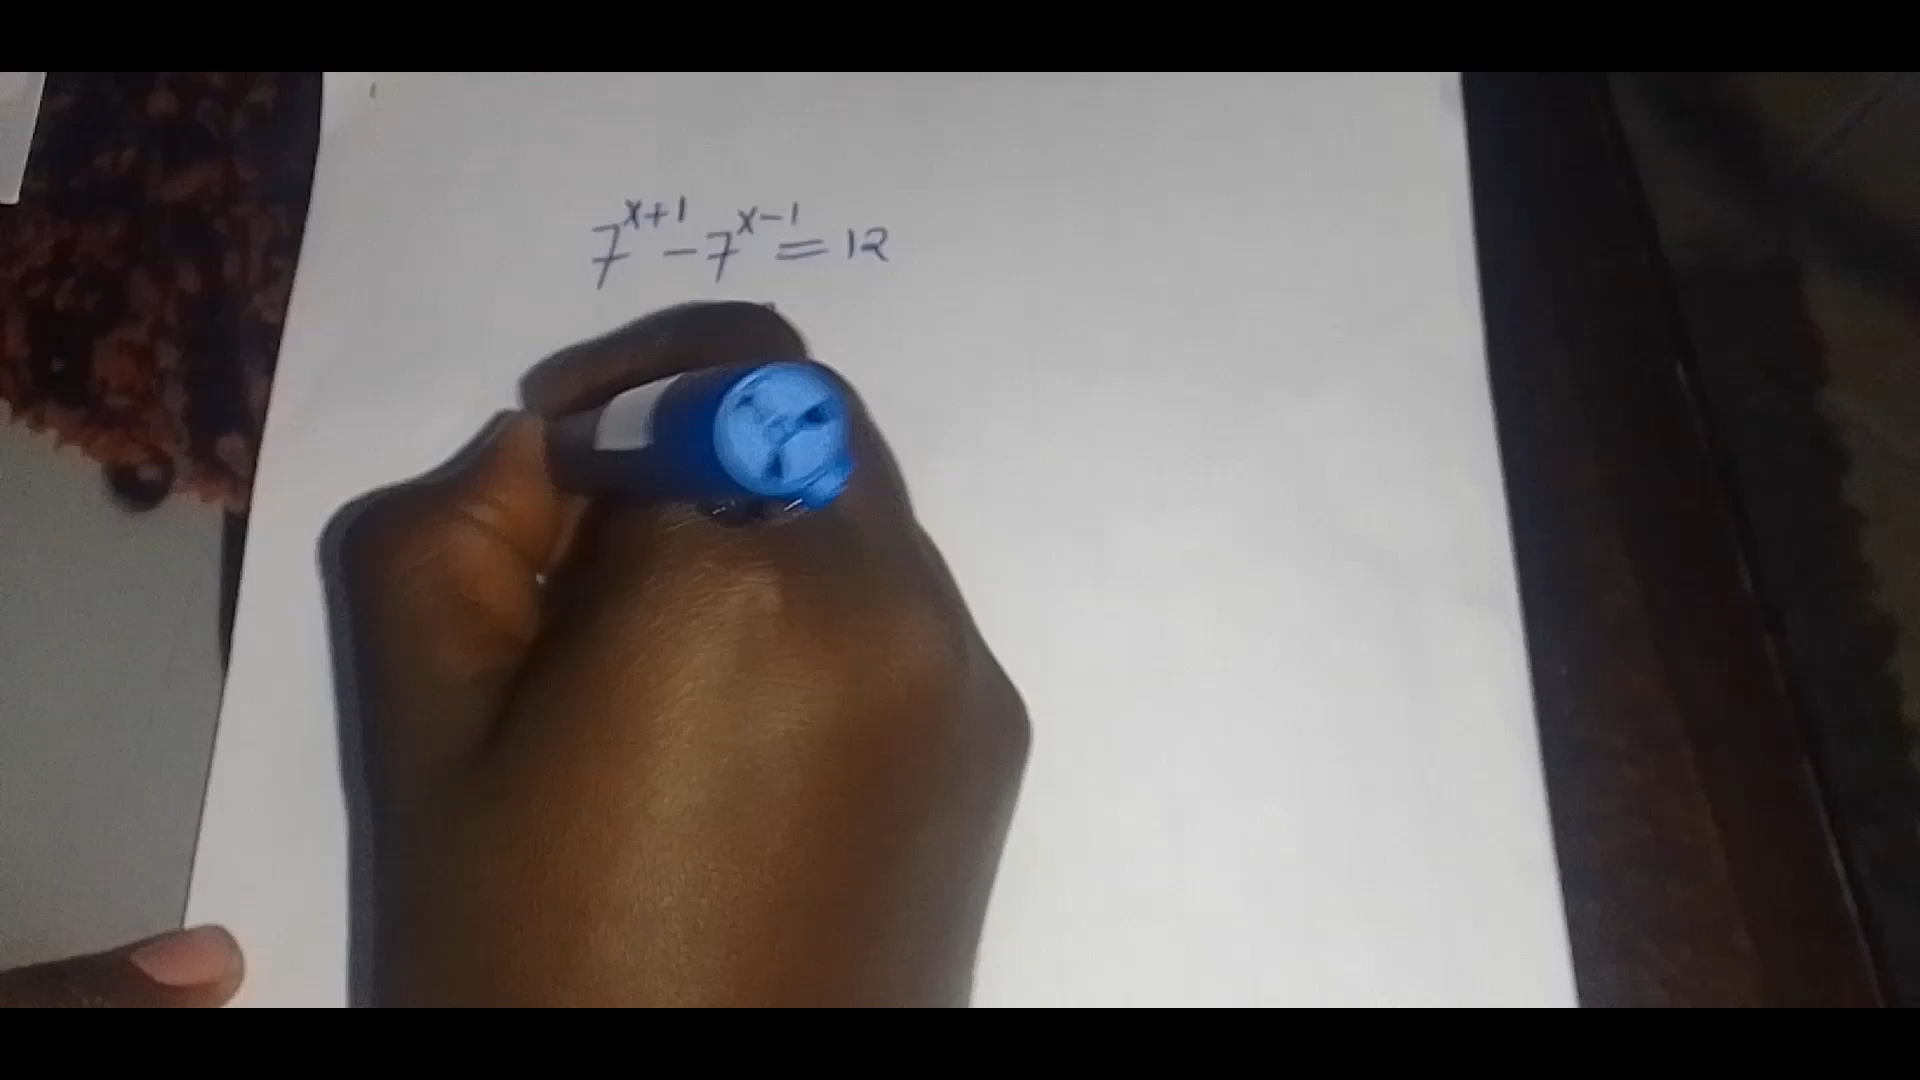 7^{x+1} - 7^{x-1} = 12